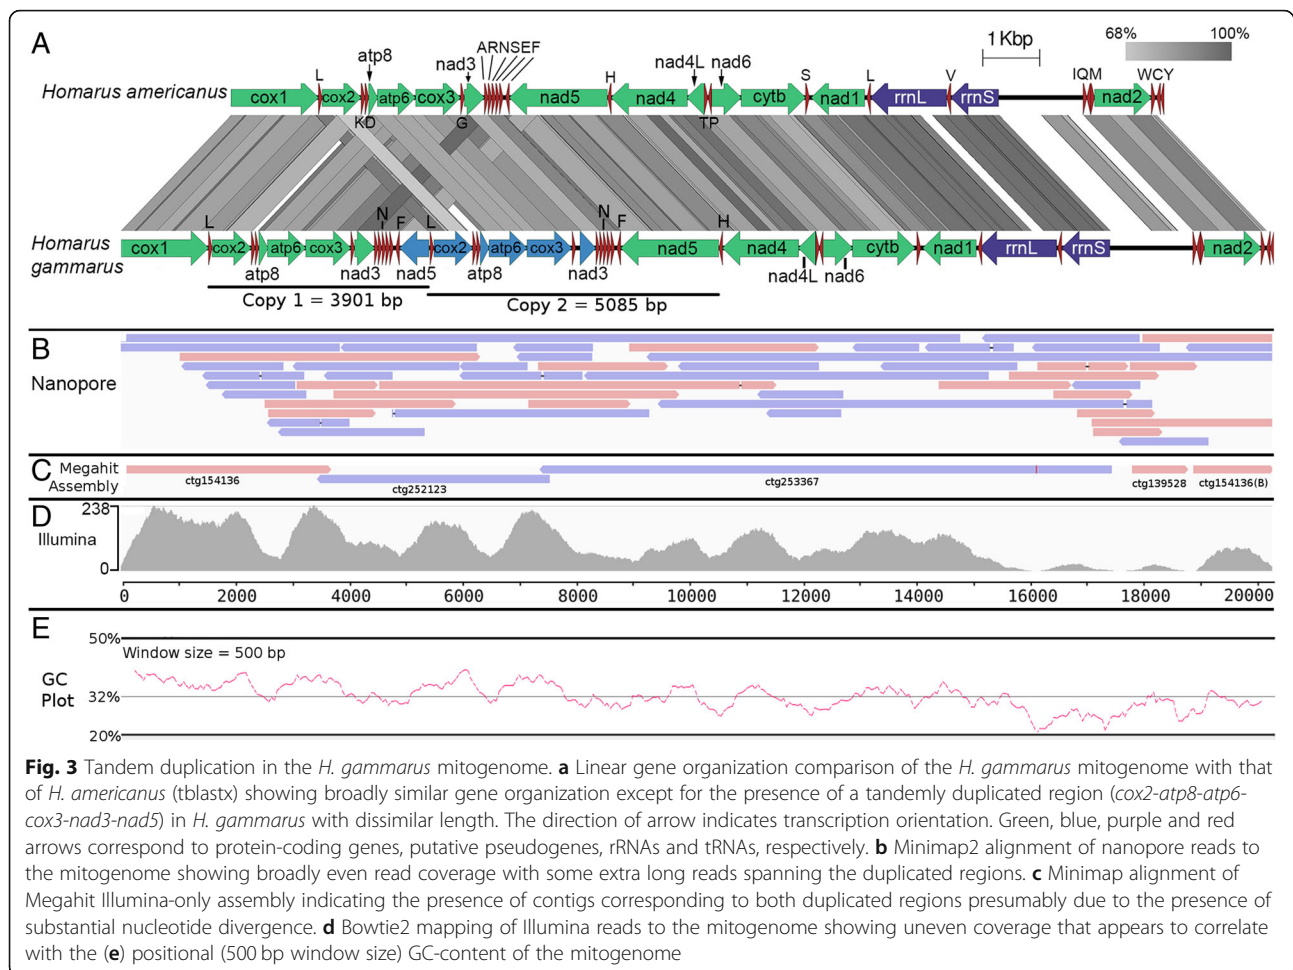 A
ARNSEF
atp8
nad3
nad4L
nad6
1 Kbp
68%
100%
L
H
S
L
V
IQM
WCY
Homarus americanus
cox1
cox2
atp6
cox3
nad5
nad4
cytb
nad1
rrnL
rrnS
nad2
KD
G
TP
L
N
F
L
N
F
H
Homarus
gammarus
cox1
cox2
atp6
cox3
cox2
atp6
cox3
nad5
nad4
cytb
nad1
rrnL
rrnS
nad2
atp8
nad3
nad5
atp8
nad3
nad4L
nad6
Copy 1 = 3901 bp
Copy 2 = 5085 bp
B
Nanopore
C
Megahit
Assembly
ctg154136
ctg252123
ctg253367
ctg139528
ctg154136(B)
D
238
Illumina
0
0 2000 4000 6000 8000 10000 12000 14000 16000 18000 20000
E
50%
Window size = 500 bp
GC
Plot
32%
20%
Fig. 3 Tandem duplication in the H. gammarus mitogenome. a Linear gene organization comparison of the H. gammarus mitogenome with that
of H. americanus (tblastx) showing broadly similar gene organization except for the presence of a tandemly duplicated region (cox2-atp8-atp6-
cox3-nad3-nad5) in H. gammarus with dissimilar length. The direction of arrow indicates transcription orientation. Green, blue, purple and red
arrows correspond to protein-coding genes, putative pseudogenes, rRNAs and tRNAs, respectively. b Minimap2 alignment of nanopore reads to
the mitogenome showing broadly even read coverage with some extra long reads spanning the duplicated regions. c Minimap alignment of
Megahit Illumina-only assembly indicating the presence of contigs corresponding to both duplicated regions presumably due to the presence of
substantial nucleotide divergence. d Bowtie2 mapping of Illumina reads to the mitogenome showing uneven coverage that appears to correlate
with the (e) positional (500 bp window size) GC-content of the mitogenome